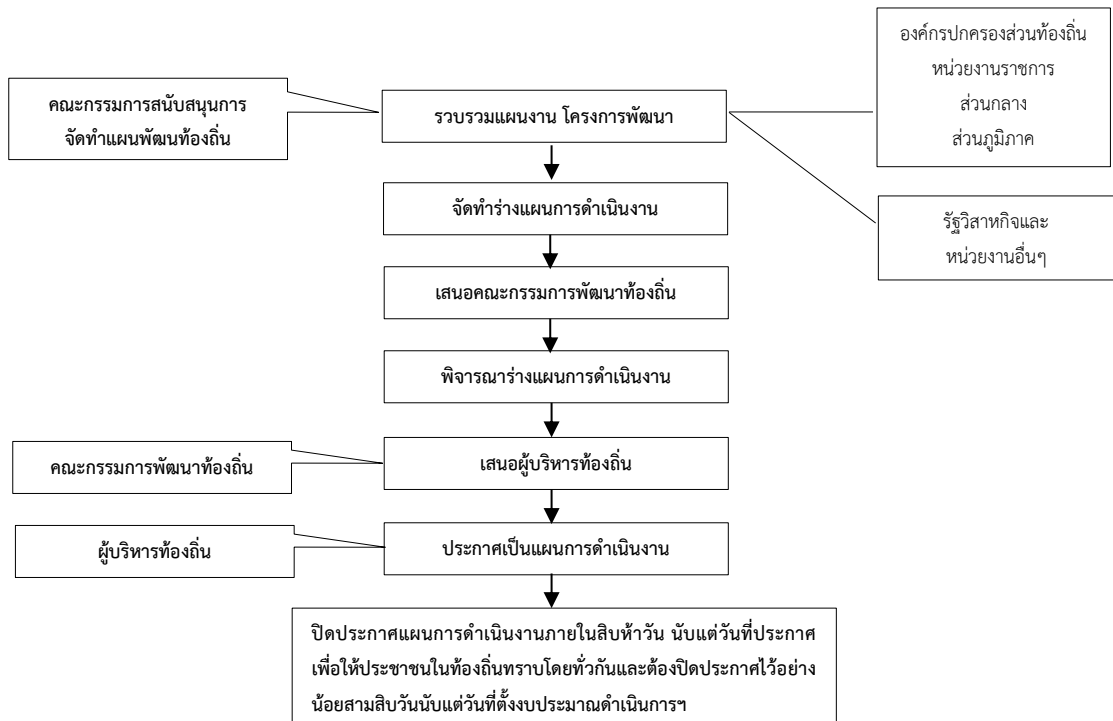 องค์กรปกครองส่วนท้องถิ่น
หน่วยงานราชการ
ส่วนกลาง
ส่วนภูมิภาค
คณะกรรมการสนับสนุนการ
จัดทำแผนพัฒนท้องถิ่น
รวบรวมแผนงาน โครงการพัฒนา
รัฐวิสาหกิจและ
หน่วยงานอื่นๆ
จัดทำร่างแผนการดำเนินงาน
เสนอคณะกรรมการพัฒนาท้องถิ่น
พิจารณาร่างแผนการดำเนินงาน
คณะกรรมการพัฒนาท้องถิ่น
เสนอผู้บริหารท้องถิ่น
ผู้บริหารท้องถิ่น
ประกาศเป็นแผนการดำเนินงาน
ปิดประกาศแผนการดำเนินงานภายในสิบห้าวัน นับแต่วันที่ประกาศ
เพื่อให้ประชาชนในท้องถิ่นทราบโดยทั่วกันและต้องปิดประกาศไว้อย่าง
น้อยสามสิบวันนับแต่วันที่ตั้งงบประมาณดำเนินการฯ